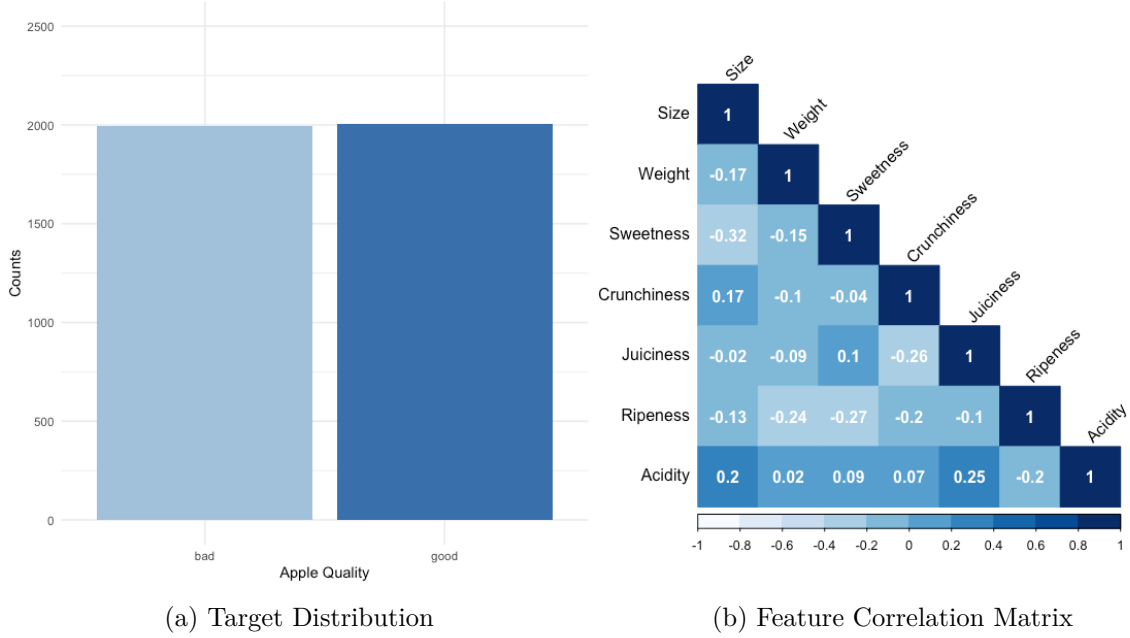 2500
2000
1500
1000
500
0
Counts
bad good
Apple Quality
(a) Target Distribution
Size
Weight
Sweetness
Crunchiness
Juiciness
Ripeness
Acidity
Size 1
Weight -0.17 1
Sweetness -0.32 -0.15 1
Crunchiness 0.17 -0.1 -0.04 1
Juiciness -0.02 -0.09 0.1 -0.26 1
Ripeness -0.13 -0.24 -0.27 -0.2 -0.1 1
Acidity 0.2 0.02 0.09 0.07 0.25 -0.2 1
-1 -0.8 -0.6 -0.4 -0.2 0 0.2 0.4 0.6 0.8 1
(b) Feature Correlation Matrix